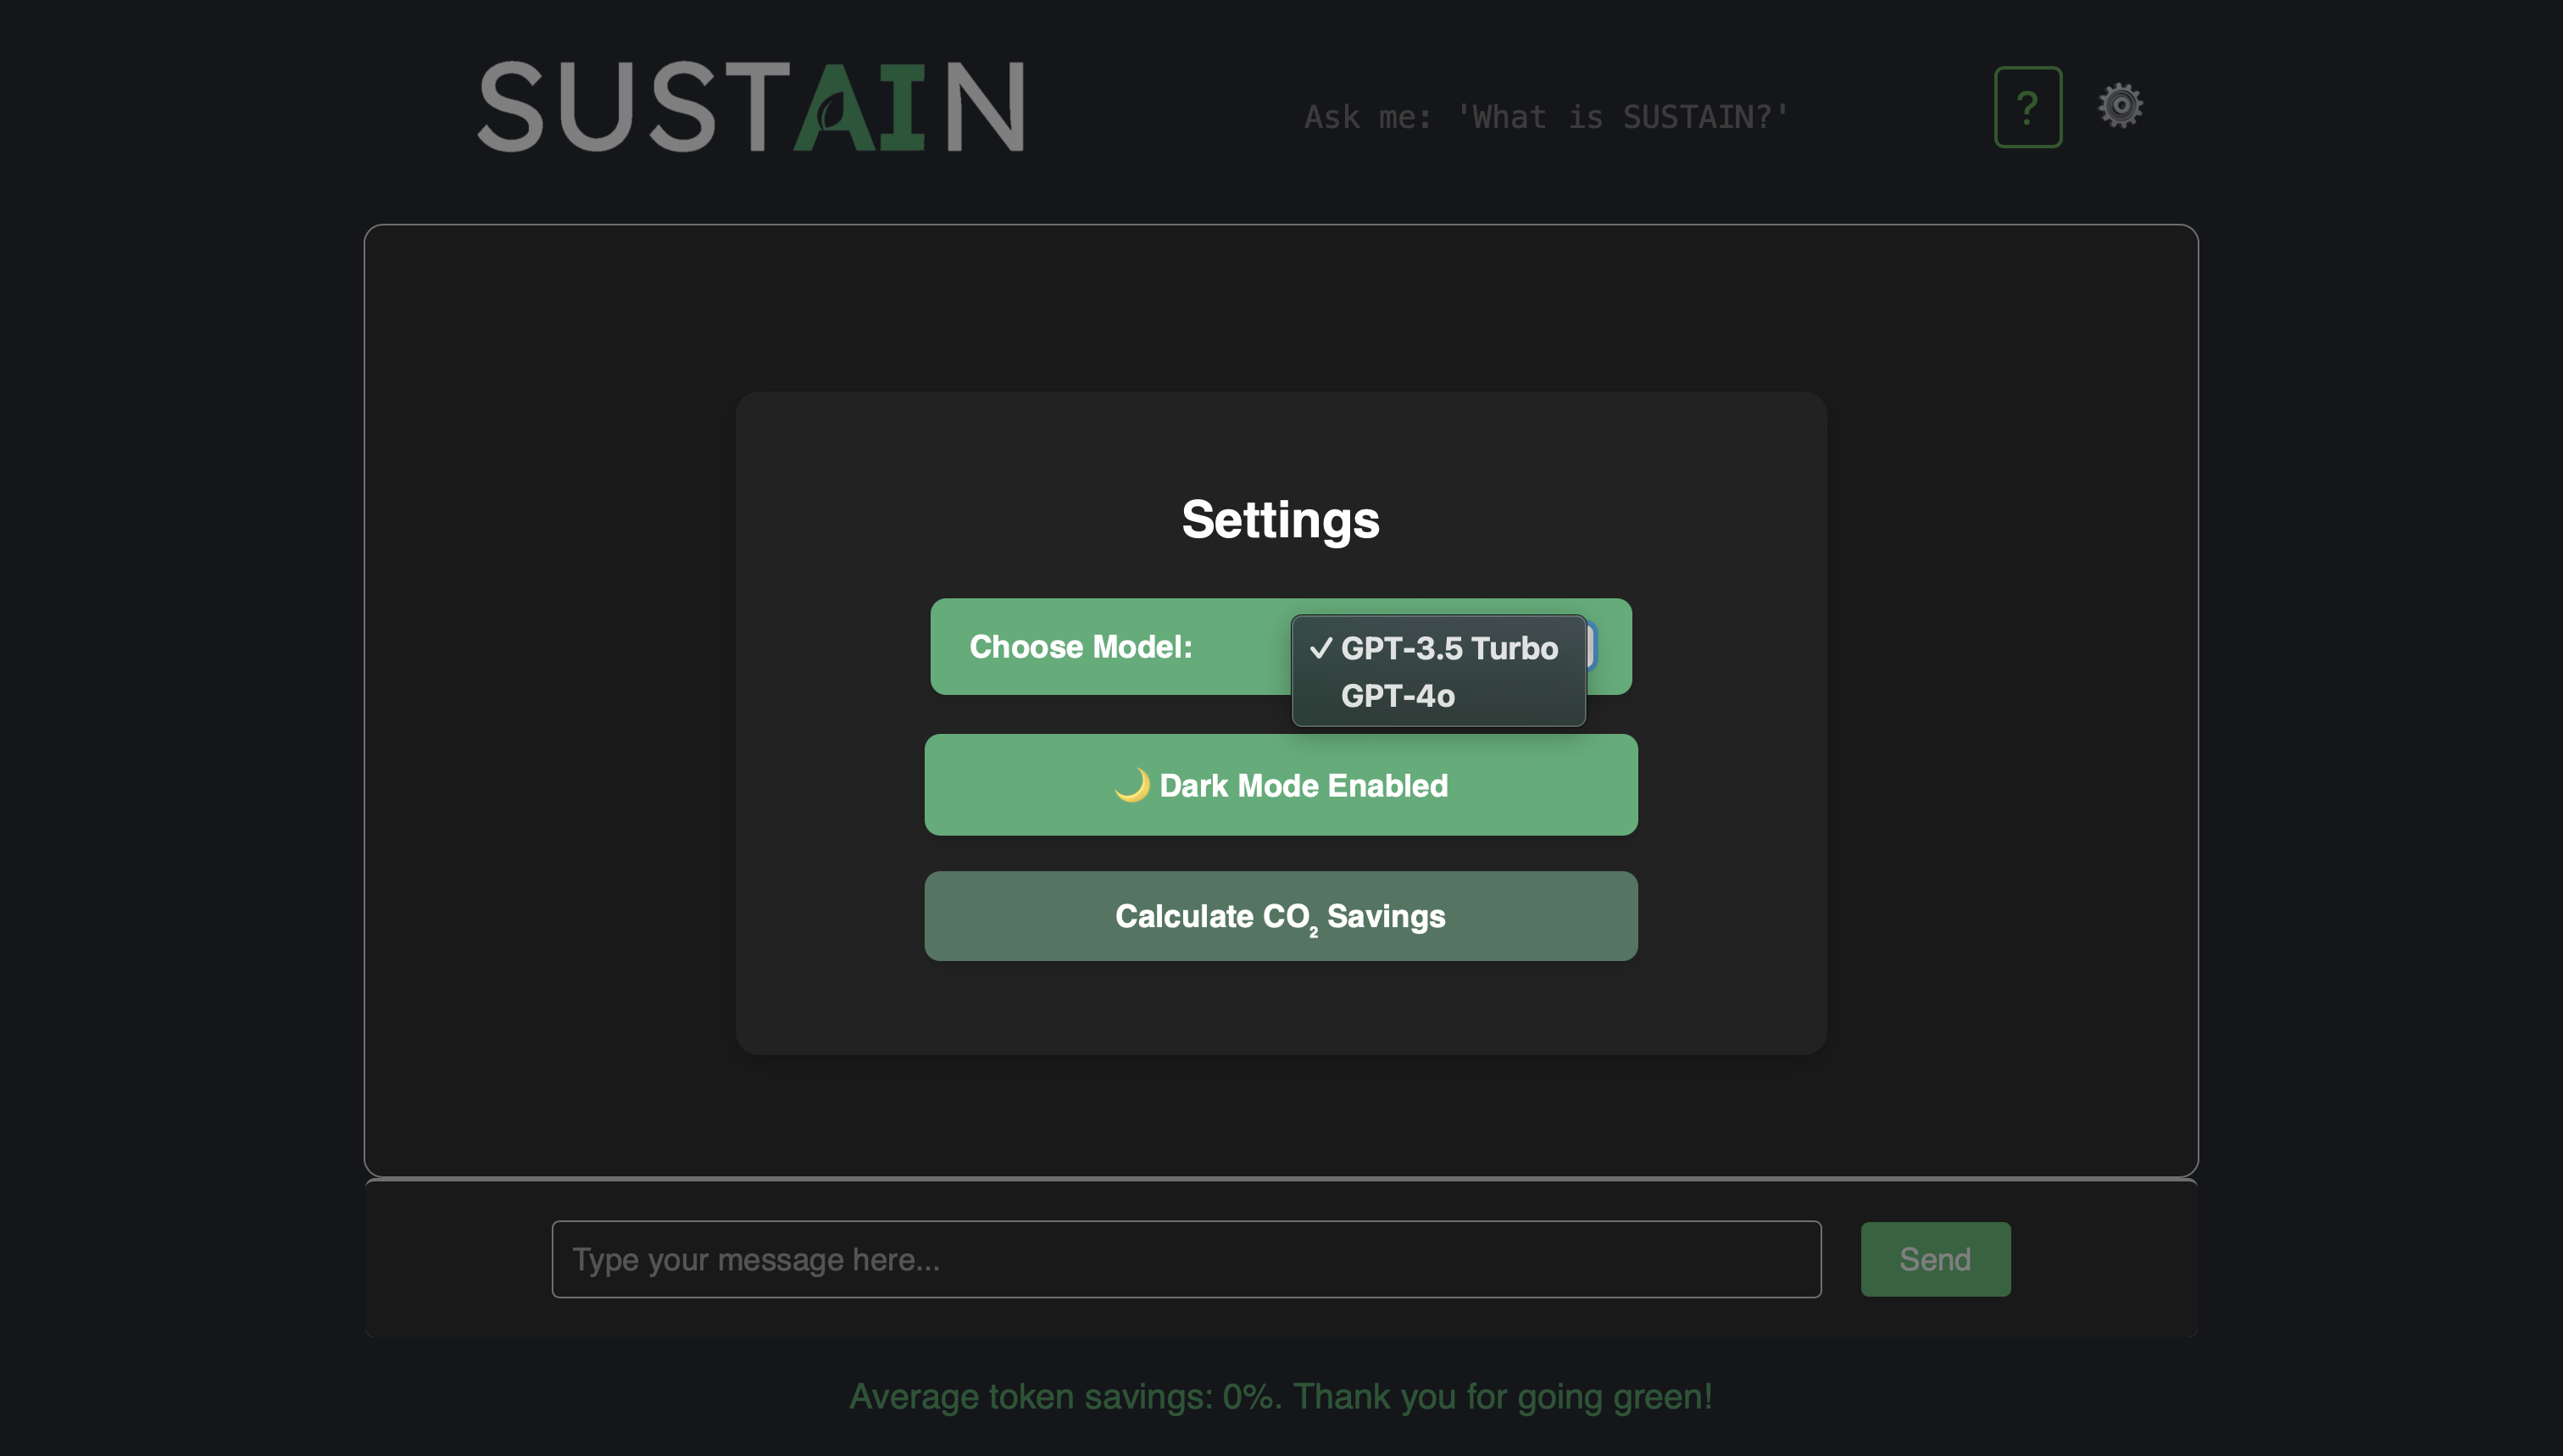 SUSTAIN
Ask me: 'What is SUSTAIN?'
?
Settings
Choose Model:
✓ GPT-3.5 Turbo
GPT-4o
🌙 Dark Mode Enabled
Calculate CO₂ Savings
Type your message here...
Send
Average token savings: 0%. Thank you for going green!